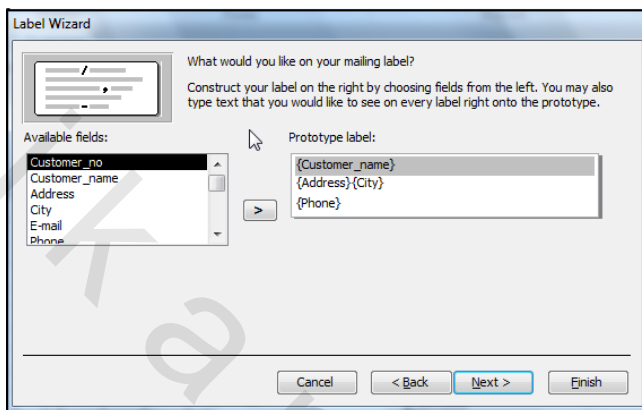 Label Wizard
What would you like on your mailing label?
Construct your label on the right by choosing fields from the left. You may also
type text that you would like to see on every label right onto the prototype.
Available fields:
Prototype label:
Customer_no
Customer_name
Address
City
E-mail
Phone
{Customer_name}
{Address}{City}
{Phone}
>
Cancel
< Back
Next >
Finish